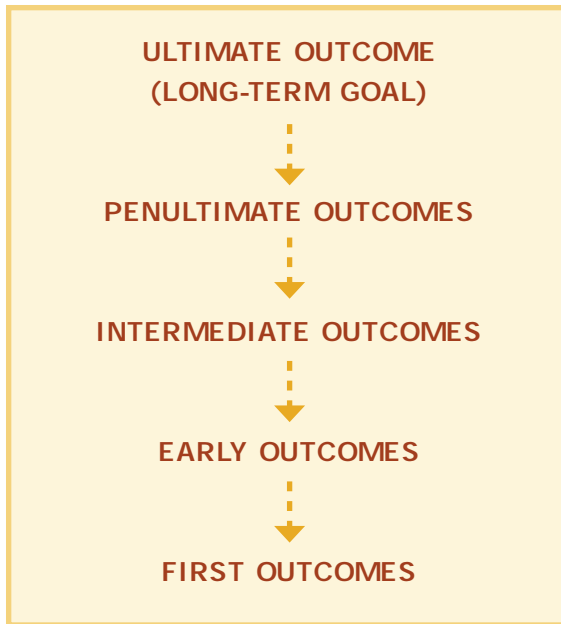 ULTIMATE OUTCOME
(LONG-TERM GOAL)
PENULTIMATE OUTCOMES
INTERMEDIATE OUTCOMES
EARLY OUTCOMES
FIRST OUTCOMES